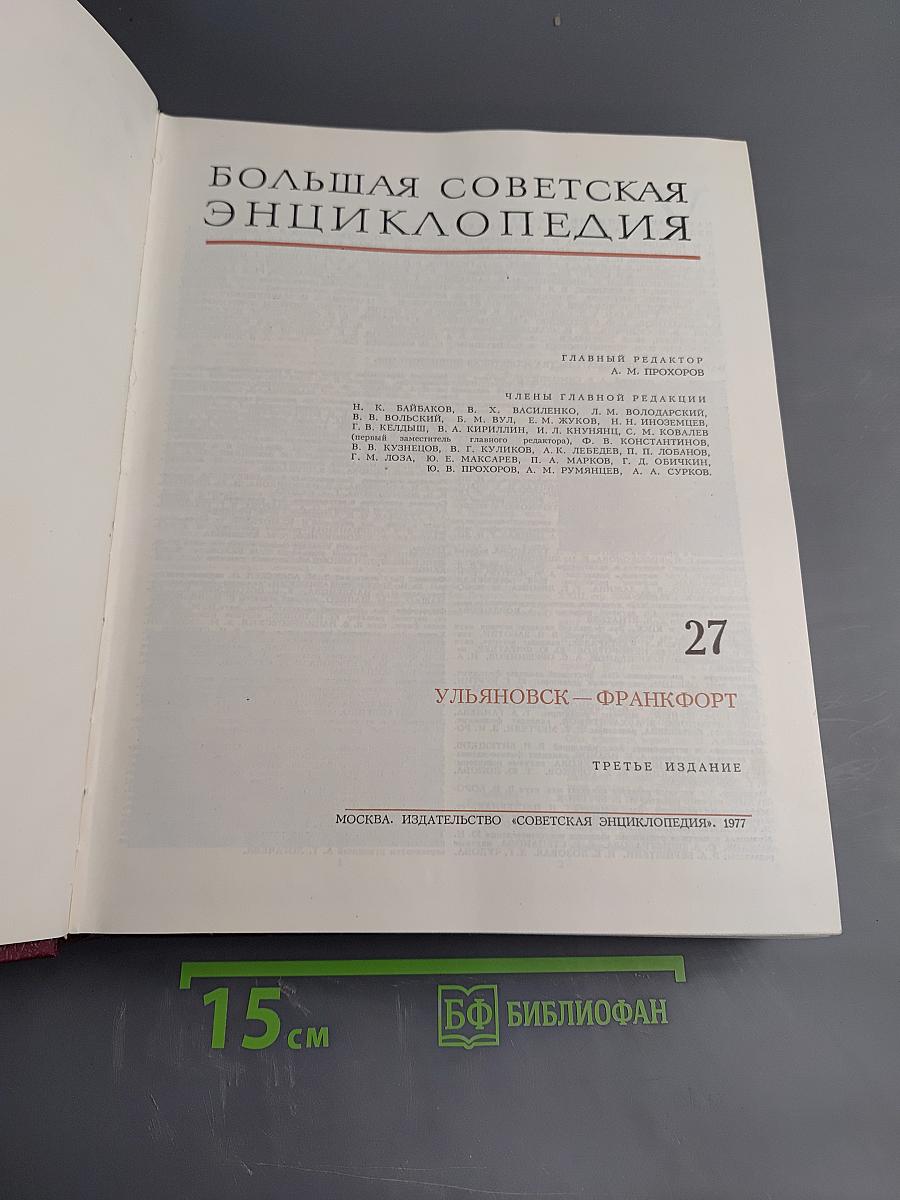 БОЛЬШАЯ СОВЕТСКАЯ
ЭНЦИКЛОПЕДИЯ
ГЛАВНЫЙ РЕДАКТОР
А. М. ПРОХОРОВ
ЧЛЕНЫ ГЛАВНОЙ РЕДАКЦИИ
Н. К. БАЙБАКОВ, В. Х. ВАСИЛЕНКО, Л. М. ВОЛОДАРСКИЙ,
В. В. ВОЛЬСКИЙ, Б. М. ВУЛ, Е. М. ЖУКОВ, Н. Н. ИНОЗЕМЦЕВ,
Г. В. КЕЛДЫШ, В. А. КИРИЛЛИН, И. Л. КНУНЯНЦ, С. М. КОВАЛЕВ
(первый заместитель главного редактора), Ф. В. КОНСТАНТИНОВ,
В. В. КУЗНЕЦОВ, В. Г. КУЛИКОВ, А. К. ЛЕБЕДЕВ, П. П. ЛОБАНОВ,
Г. М. ЛОЗА, Ю. Е. МАКСАРЕВ, П. А. МАРКОВ, Г. Д. ОБИЧКИН,
Ю. В. ПРОХОРОВ, А. М. РУМЯНЦЕВ, А. А. СУРКОВ.
27
УЛЬЯНОВСК — ФРАНКФОРТ
ТРЕТЬЕ ИЗДАНИЕ
МОСКВА. ИЗДАТЕЛЬСТВО «СОВЕТСКАЯ ЭНЦИКЛОПЕДИЯ». 1977
15 см
БФ БИБЛИОФАН